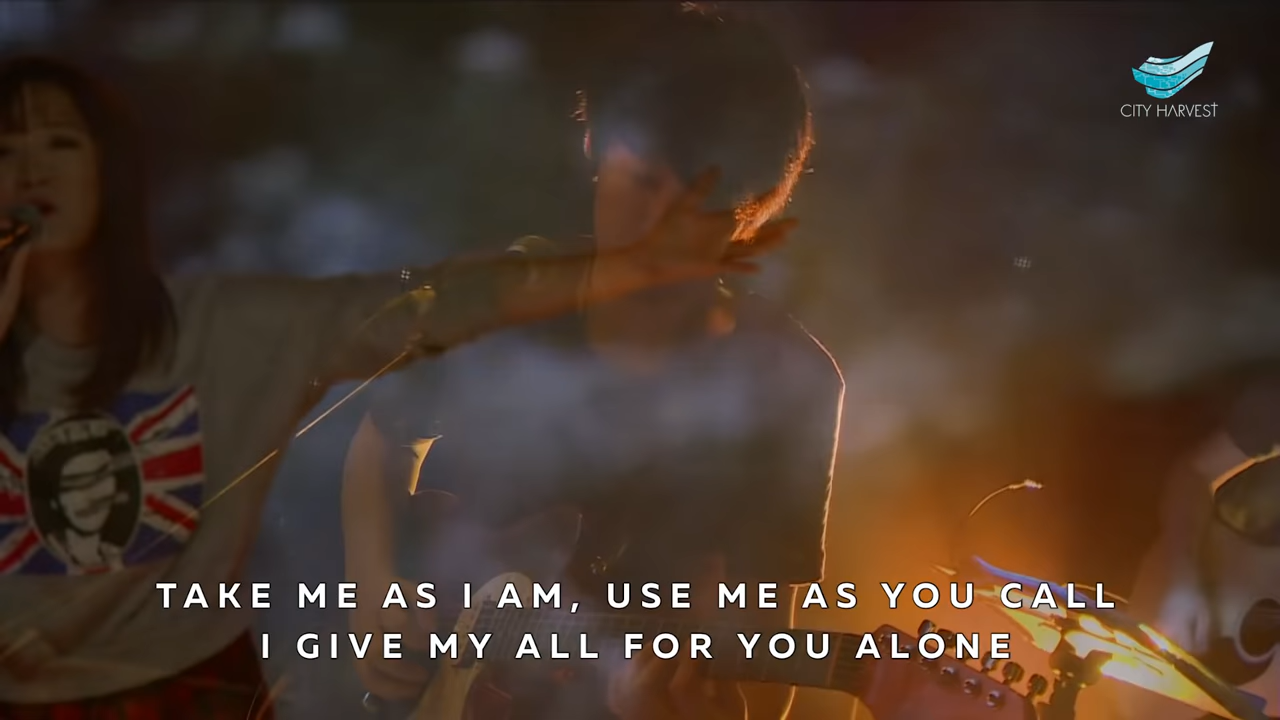 CITY HARVEST
TAKE ME AS I AM, USE ME AS YOU CALL
I GIVE MY ALL FOR YOU ALONE